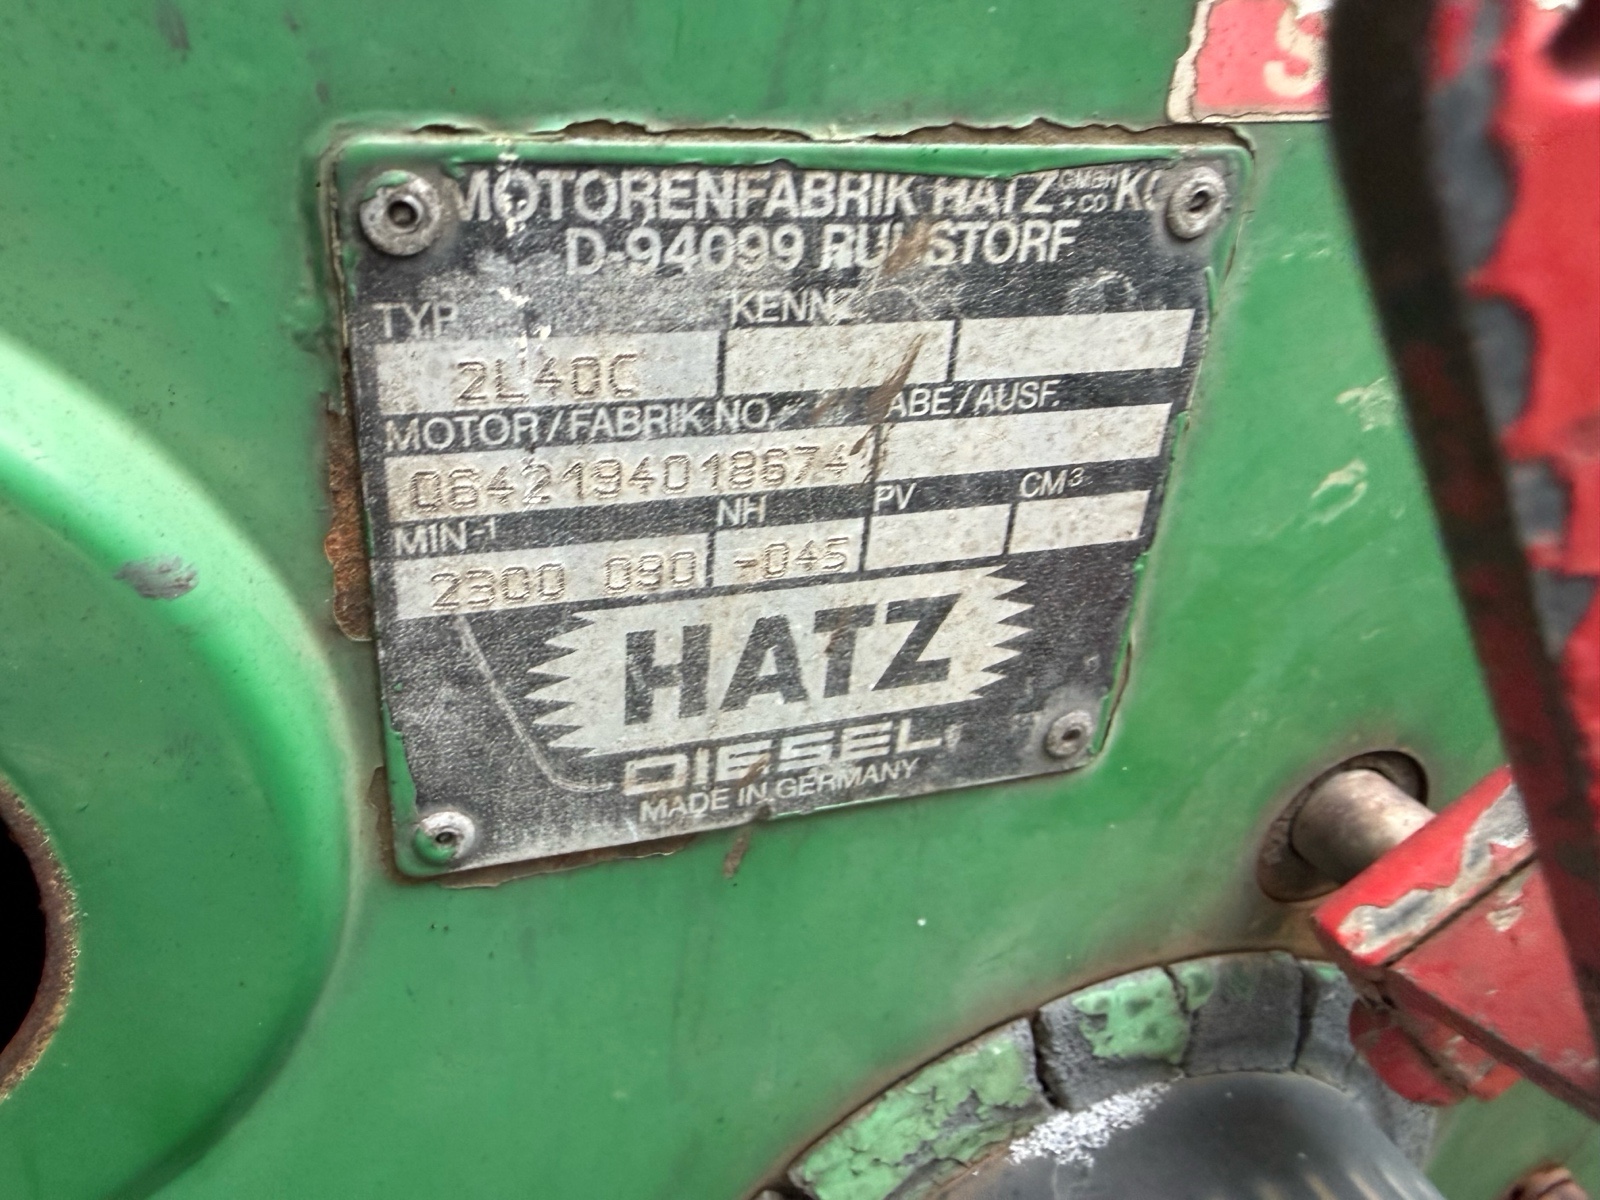 MOTORENFABRIK HATZ GMBH + CO KG
D-94099 RUHSTORF
TYP KENNZ.
2L40C
MOTOR/FABRIK NO. ABE/AUSF.
0642194018674
MIN-1 NH PV CM3
2300 090 -045
HATZ
DIESEL
MADE IN GERMANY